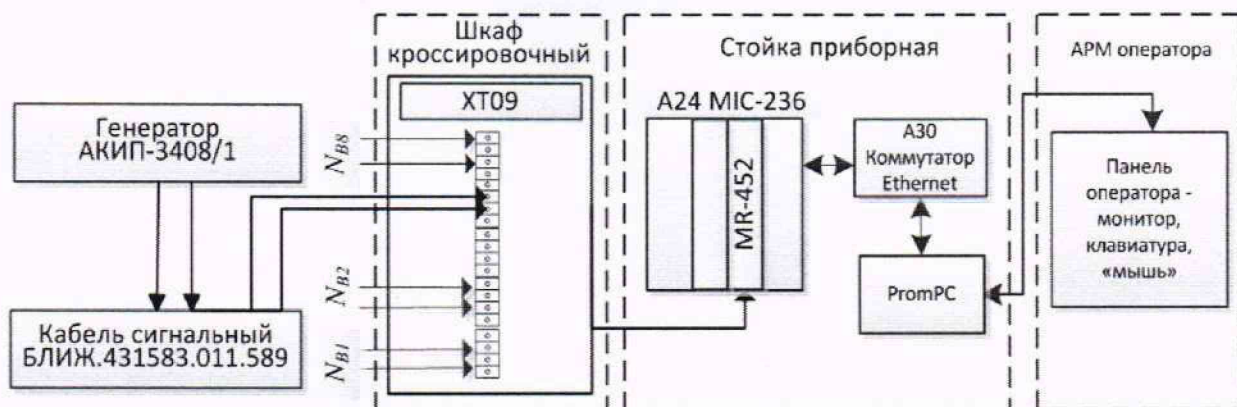 Шкаф
кроссировочный
Стойка приборная
АРМ оператора
XT09
A24 MIC-236
Генератор
АКИП-3408/1
N_B8
MR-452
A30
Коммутатор
Ethernet
Панель
оператора -
монитор,
клавиатура,
«мышь»
N_B2
PromPC
Кабель сигнальный
БЛИЖ.431583.011.589
N_B1